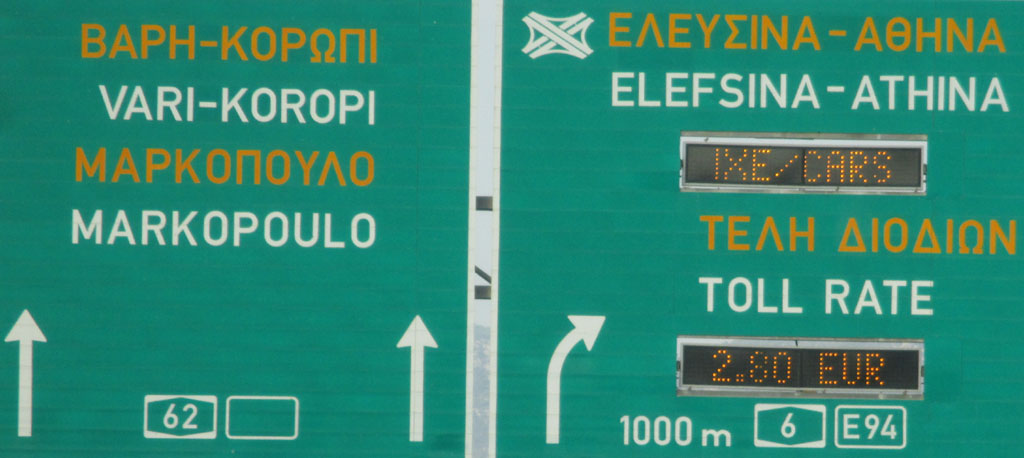 ΒΑΡΗ-ΚΟΡΩΠΙ
VARI-KOROPI
ΜΑΡΚΟΠΟΥΛΟ
MARKOPOULO
62
ΕΛΕΥΣΙΝΑ-ΑΘΗΝΑ
ELEFSINA-ATHINA
ΙΧΕ/CARS
ΤΕΛΗ ΔΙΟΔΙΩΝ
TOLL RATE
2.80 EUR
1000 m 6 E94